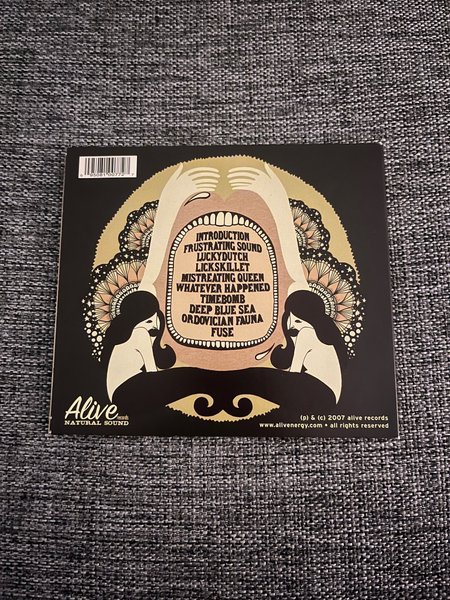 INTRODUCTION
FRUSTRATING SOUND
LUCKYDUTCH
LICKSKILLET
MISTREATING QUEEN
WHATEVER HAPPENED
TIMEBOMB
DEEP BLUE SEA
ORDOVICIAN FAUNA
FUSE
Alive records
NATURAL SOUND
(p) & (c) 2007 alive records
www.alivenergy.com • all rights reserved